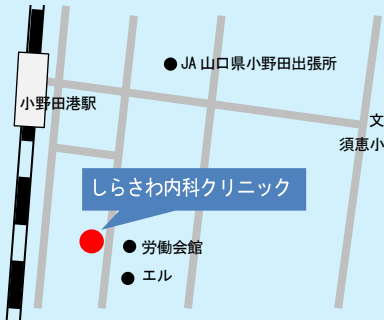 JA 山口県小野田出張所
小野田港駅
文
須恵小
しらさわ内科クリニック
労働会館
エル